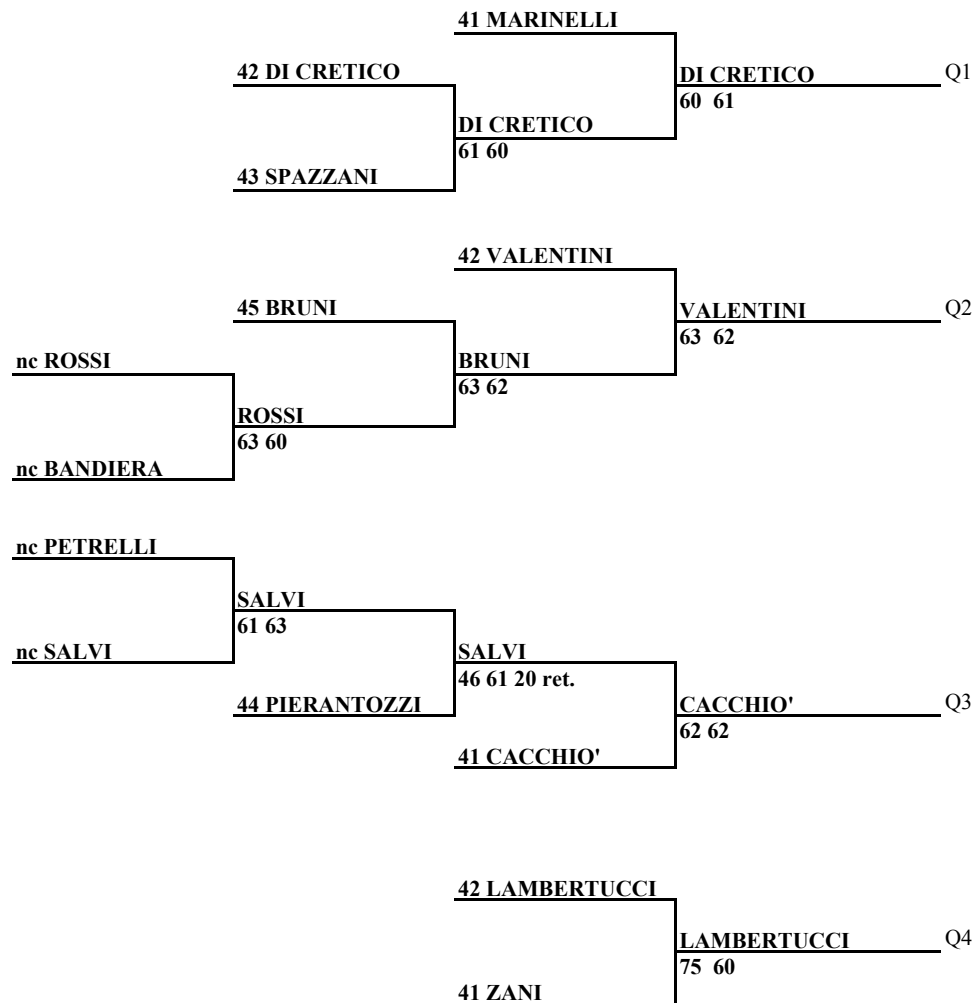 41 MARINELLI
42 DI CRETICO
DI CRETICO
Q1
60 61
DI CRETICO
61 60
43 SPAZZANI
42 VALENTINI
45 BRUNI
VALENTINI
Q2
63 62
nc ROSSI
BRUNI
63 62
ROSSI
63 60
nc BANDIERA
nc PETRELLI
SALVI
61 63
nc SALVI
SALVI
46 61 20 ret.
44 PIERANTOZZI
CACCHIO'
Q3
62 62
41 CACCHIO'
42 LAMBERTUCCI
LAMBERTUCCI
Q4
75 60
41 ZANI